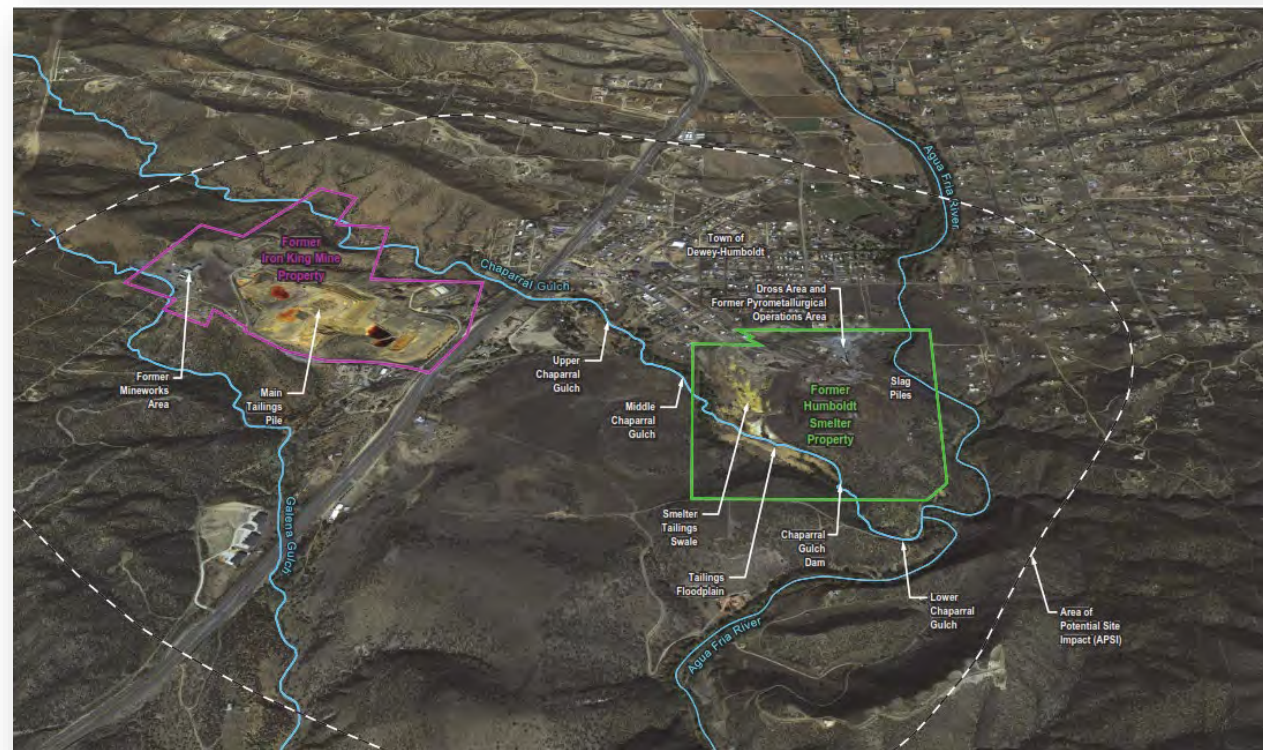 Agua Fria River
Former
Iron King Mine
Property
Chaparral Gulch
Town of
Dewey-Humboldt
Dross Area and
Former Pyrometallurgical
Operations Area
Former
Mineworks
Area
Main
Tailings
Pile
Upper
Chaparral
Gulch
Middle
Chaparral
Gulch
Former
Humboldt
Smelter
Property
Slag
Piles
Galena Gulch
Smelter
Tailings
Swale
Chaparral
Gulch
Dam
Tailings
Floodplain
Lower
Chaparral
Gulch
Area of
Potential Site
Impact (APSI)
Agua Fria River